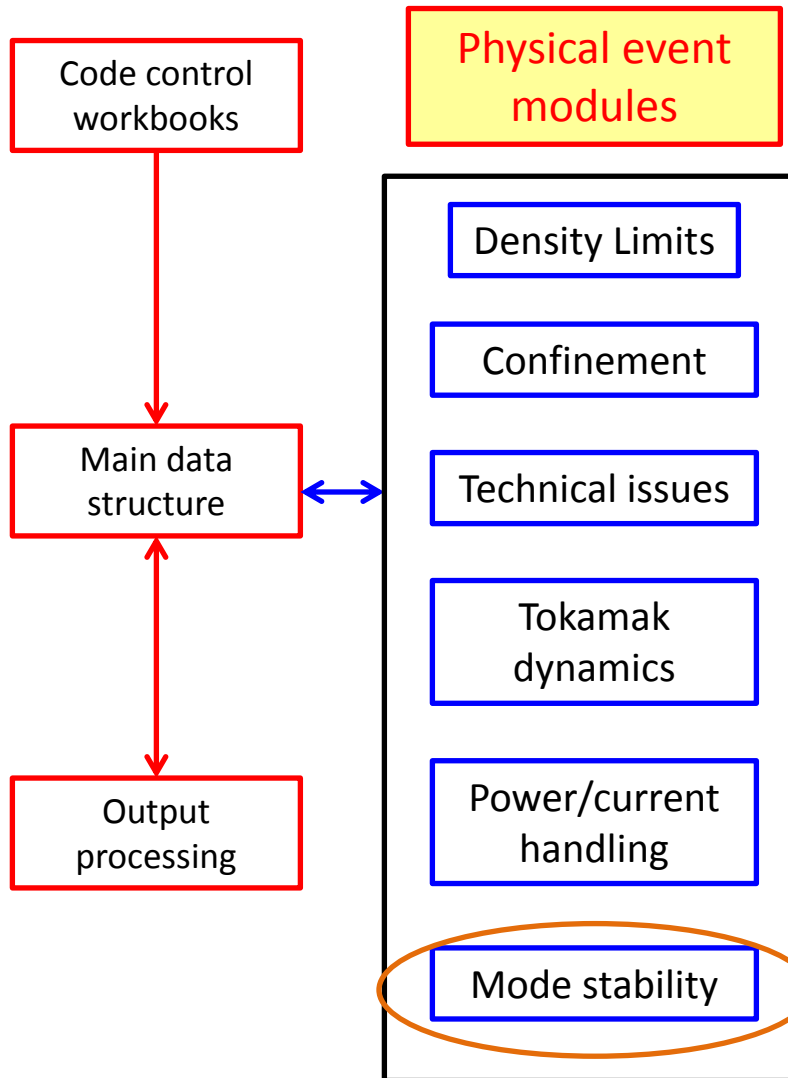 Code control
workbooks
Main data
structure
Output
processing
Physical event
modules
Density Limits
Confinement
Technical issues
Tokamak
dynamics
Power/current
handling
Mode stability